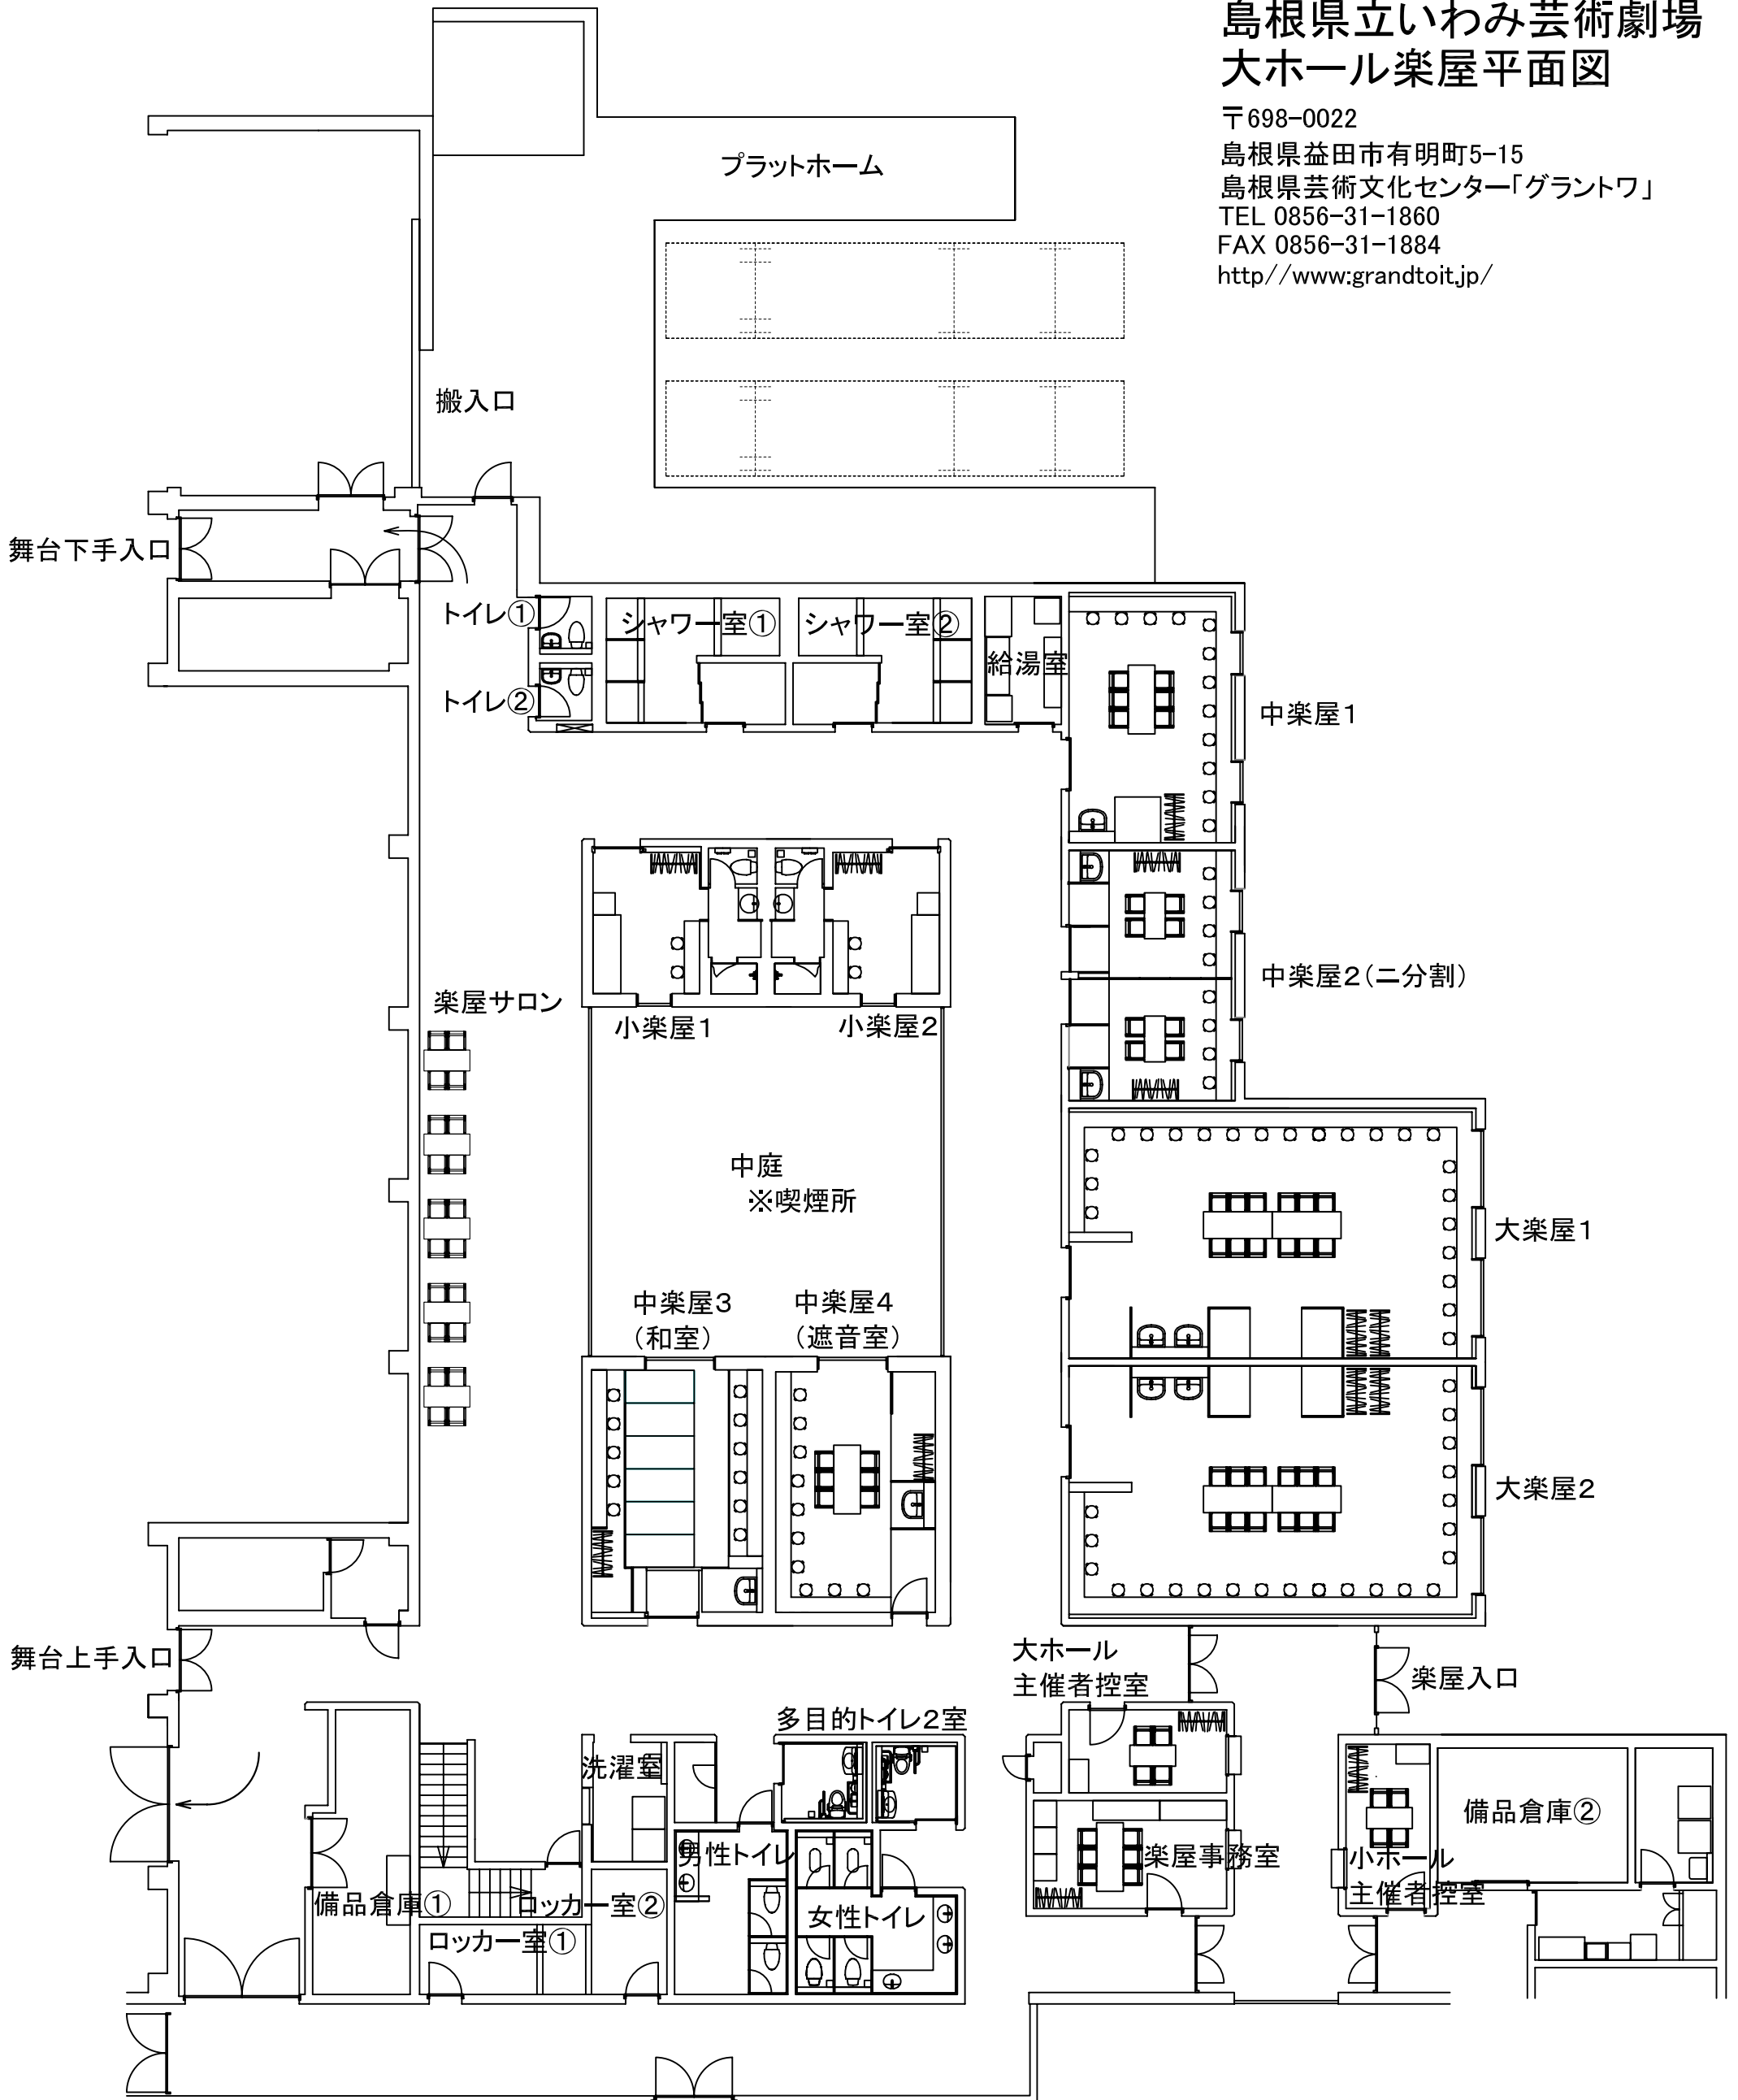 島根県立いわみ芸術劇場
大ホール楽屋平面図
〒698-0022
島根県益田市有明町5-15
島根県芸術文化センター「グラントワ」
TEL 0856-31-1860
FAX 0856-31-1884
http//www.grandtoit.jp/
プラットホーム
搬入口
舞台下手入口
トイレ①
シャワー室①
シャワー室②
給湯室
トイレ②
中楽屋1
中楽屋2(二分割)
楽屋サロン
小楽屋1
小楽屋2
中庭
※喫煙所
大楽屋1
中楽屋3
(和室)
中楽屋4
(遮音室)
大楽屋2
舞台上手入口
大ホール
主催者控室
楽屋入口
多目的トイレ2室
洗濯室
男性トイレ
楽屋事務室
備品倉庫②
小ホール
主催者控室
備品倉庫①
ロッカー室②
女性トイレ
ロッカー室①